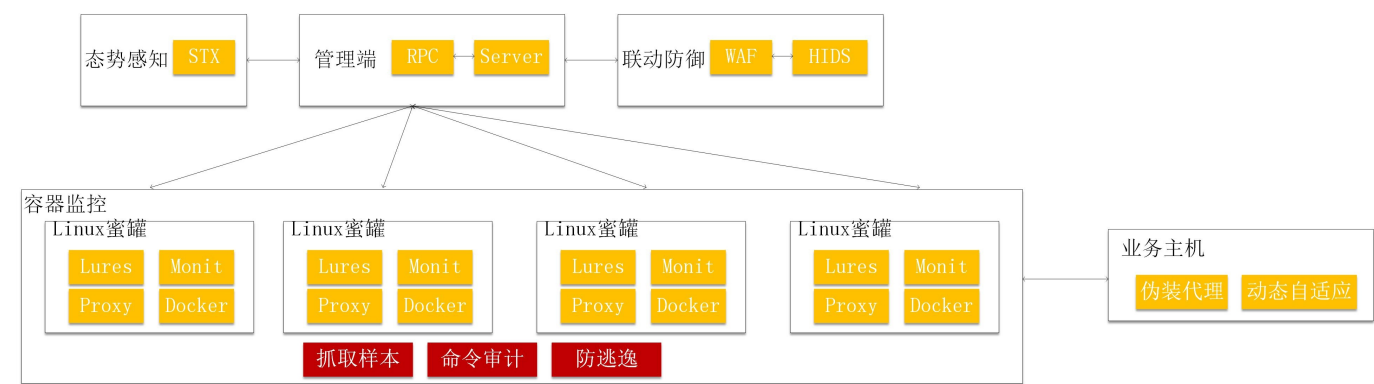 态势感知 STX
管理端 RPC Server
联动防御 WAF HIDS
容器监控
Linux蜜罐
Lures Monit
Proxy Docker
Linux蜜罐
Lures Monit
Proxy Docker
Linux蜜罐
Lures Monit
Proxy Docker
Linux蜜罐
Lures Monit
Proxy Docker
抓取样本 命令审计 防逃逸
业务主机
伪装代理 动态自适应